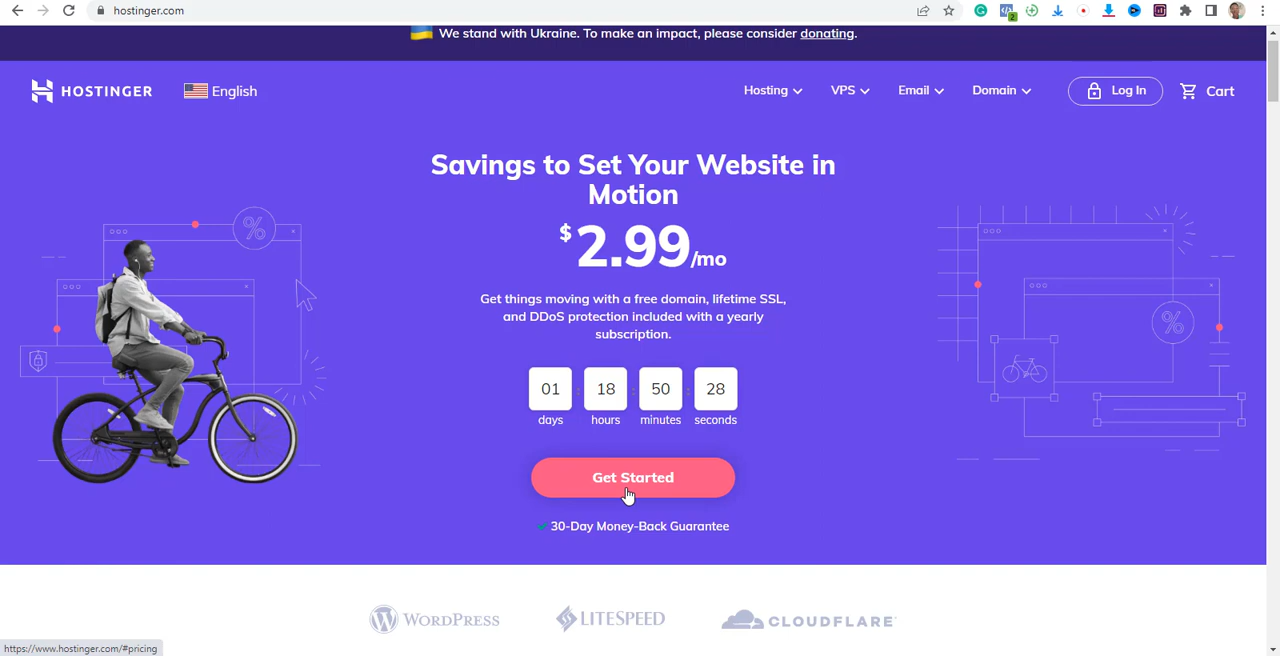 hostinger.com
2
We stand with Ukraine. To make an impact, please consider donating.
HOSTINGER
English
Hosting
VPS
Email
Domain
Log In
Cart
Savings to Set Your Website in
Motion
$2.99/mo
Get things moving with a free domain, lifetime SSL,
and DDoS protection included with a yearly
subscription.
01 : 18 : 50 : 28
days hours minutes seconds
Get Started
30-Day Money-Back Guarantee
%
%
WORDPRESS
LITESPEED
CLOUDFLARE
https://www.hostinger.com/#pricing